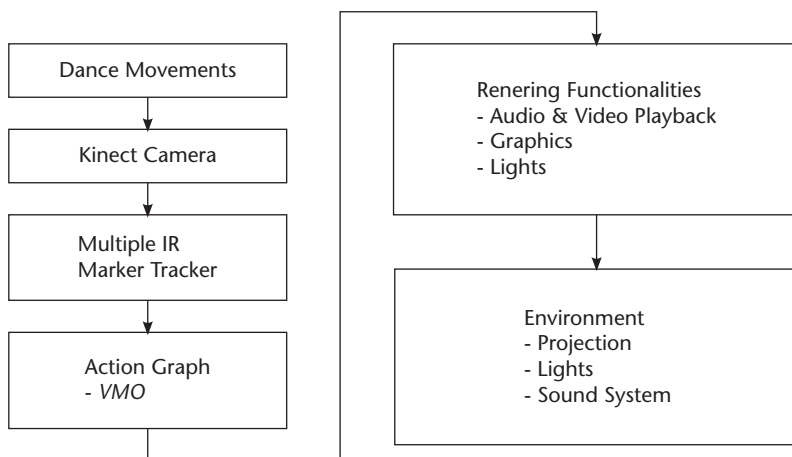 Dance Movements
Kinect Camera
Multiple IR
Marker Tracker
Action Graph
- VMO
Renering Functionalities
- Audio & Video Playback
- Graphics
- Lights
Environment
- Projection
- Lights
- Sound System